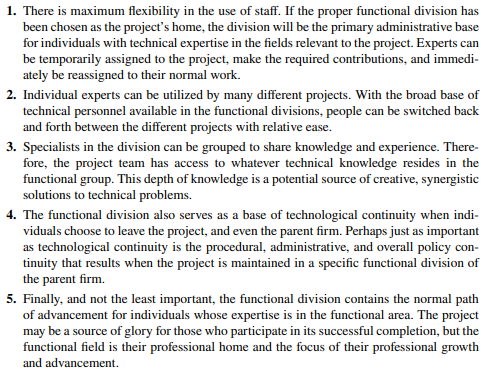 1. There is maximum flexibility in the use of staff. If the proper functional division has
been chosen as the project's home, the division will be the primary administrative base
for individuals with technical expertise in the fields relevant to the project. Experts can
be temporarily assigned to the project, make the required contributions, and immedi-
ately be reassigned to their normal work.
2. Individual experts can be utilized by many different projects. With the broad base of
technical personnel available in the functional divisions, people can be switched back
and forth between the different projects with relative ease.
3. Specialists in the division can be grouped to share knowledge and experience. There-
fore, the project team has access to whatever technical knowledge resides in the
functional group. This depth of knowledge is a potential source of creative, synergistic
solutions to technical problems.
4. The functional division also serves as a base of technological continuity when indi-
viduals choose to leave the project, and even the parent firm. Perhaps just as important
as technological continuity is the procedural, administrative, and overall policy con-
tinuity that results when the project is maintained in a specific functional division of
the parent firm.
5. Finally, and not the least important, the functional division contains the normal path
of advancement for individuals whose expertise is in the functional area. The project
may be a source of glory for those who participate in its successful completion, but the
functional field is their professional home and the focus of their professional growth
and advancement.